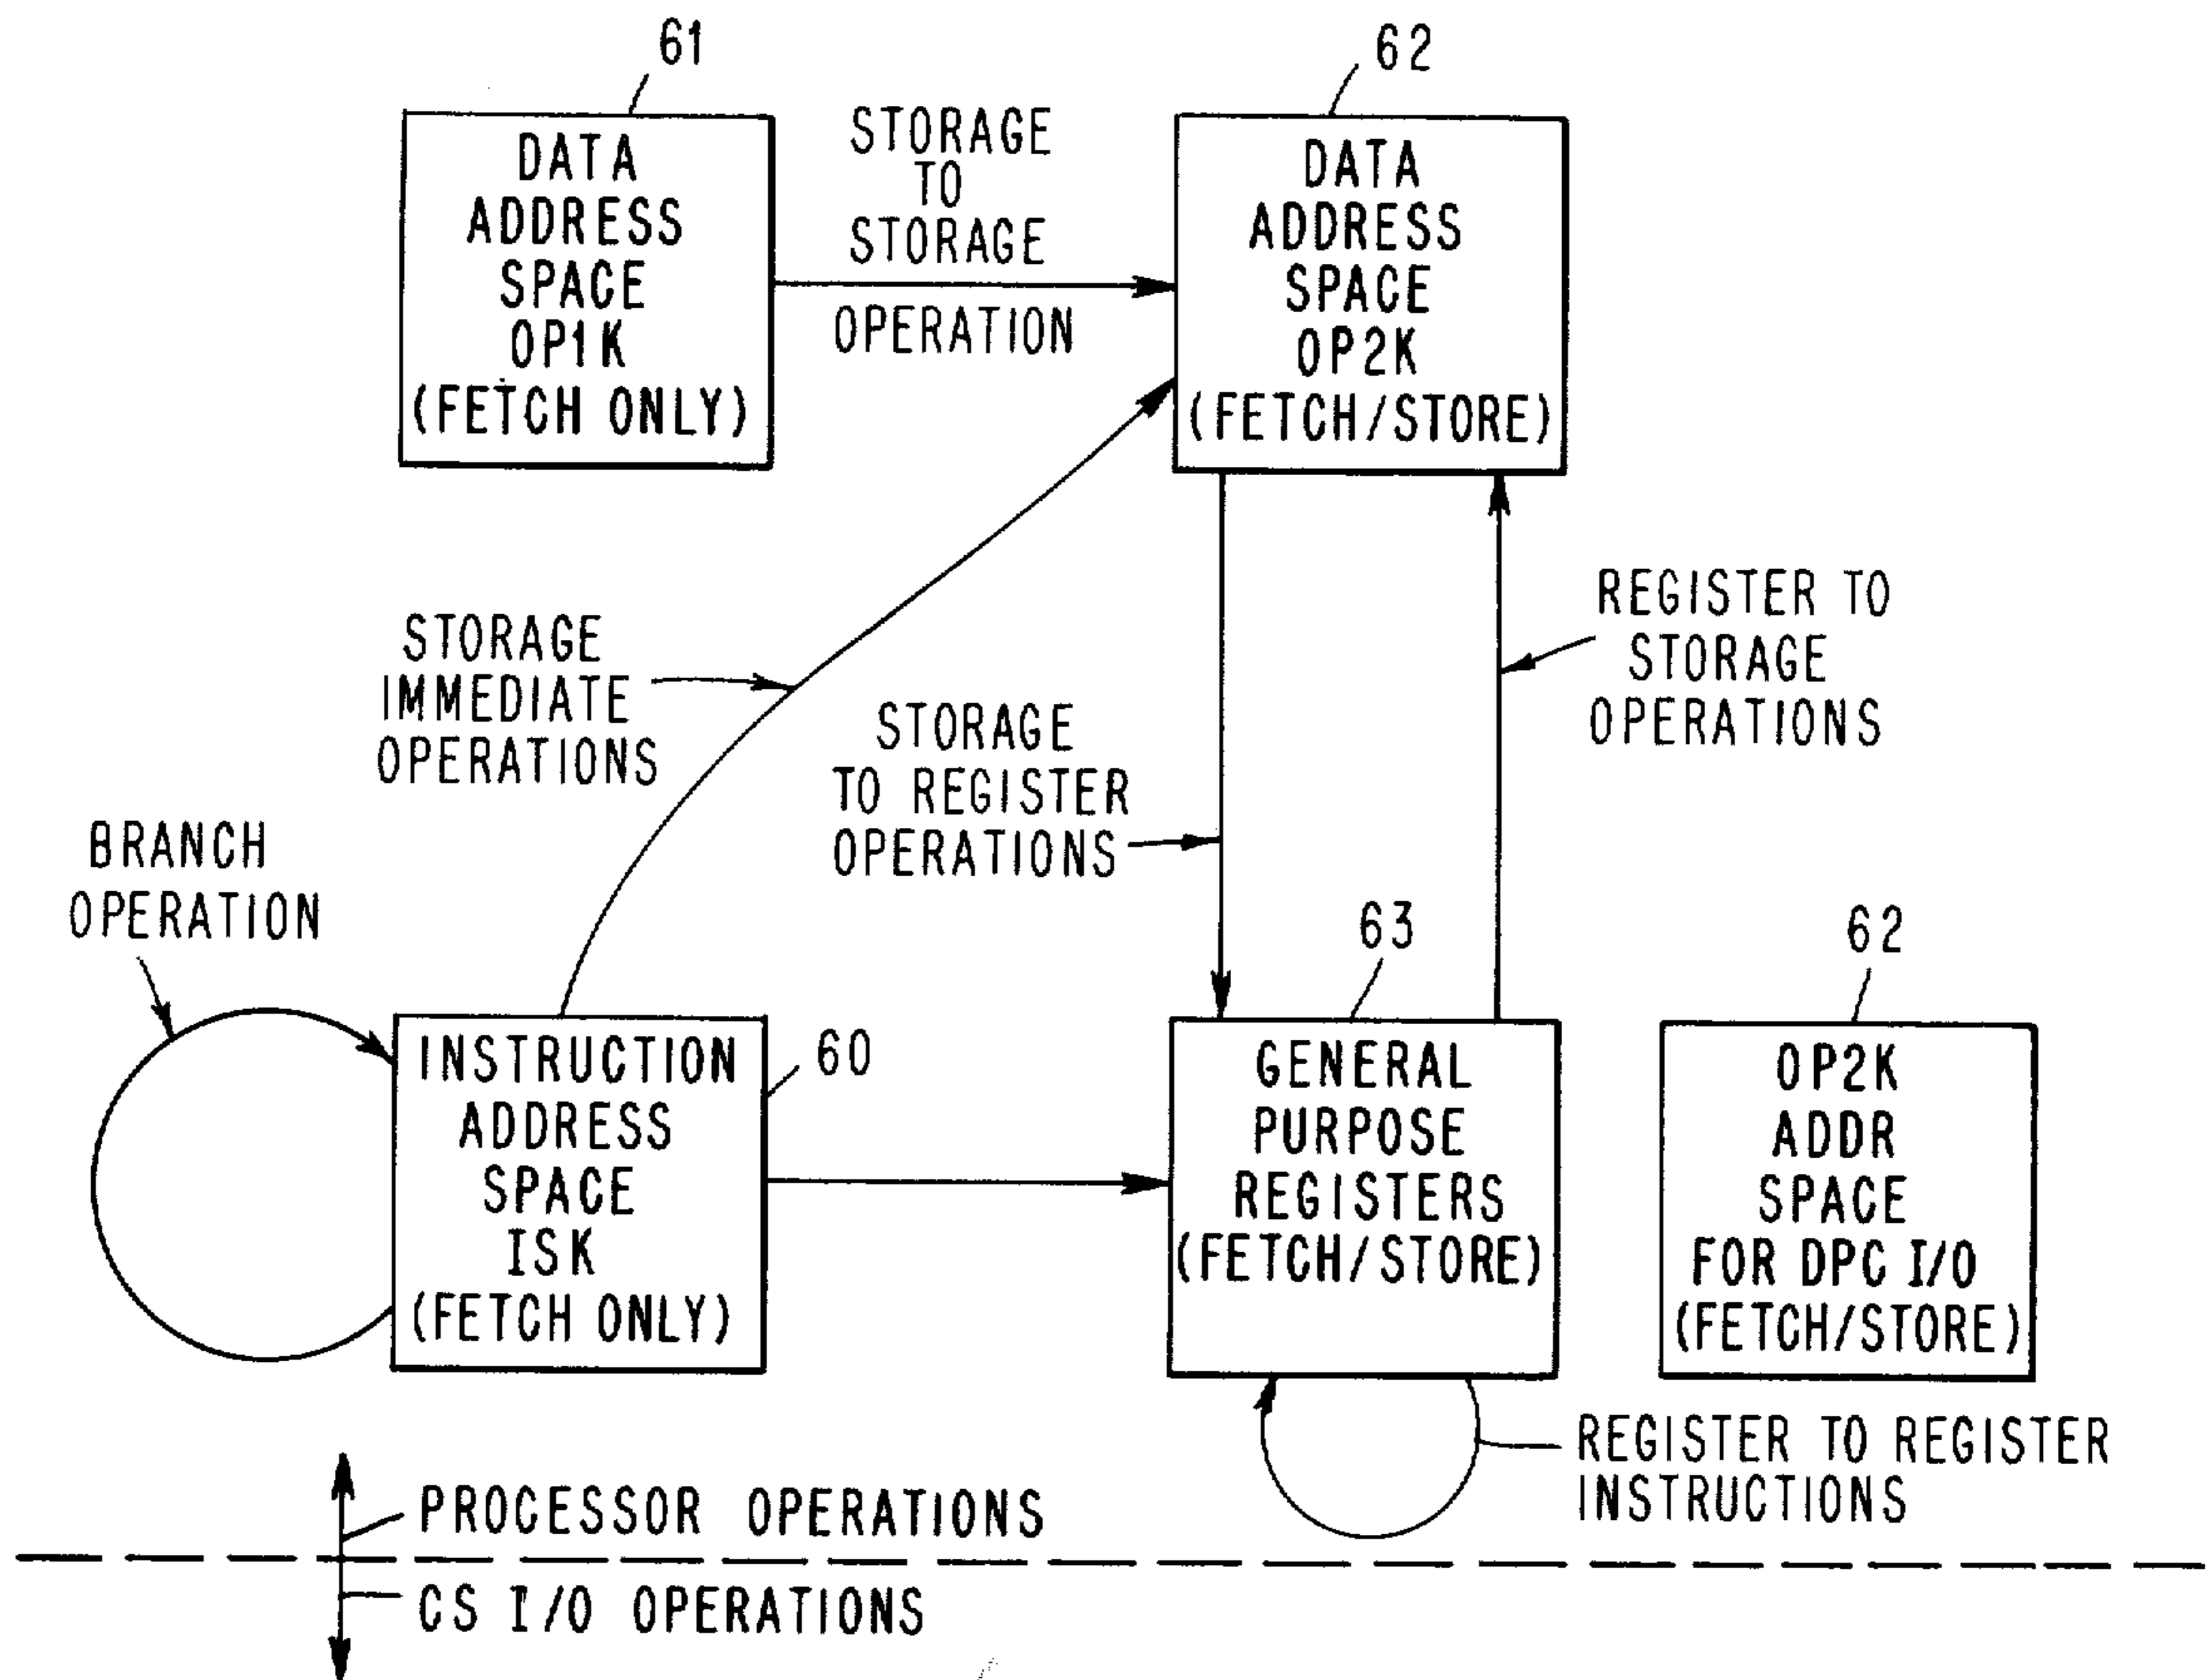 61
DATA
ADDRESS
SPACE
OP1K
(FETCH ONLY)
STORAGE
TO
STORAGE
OPERATION
62
DATA
ADDRESS
SPACE
OP2K
(FETCH/STORE)
STORAGE
IMMEDIATE
OPERATIONS
STORAGE
TO REGISTER
OPERATIONS
REGISTER TO
STORAGE
OPERATIONS
BRANCH
OPERATION
INSTRUCTION
ADDRESS
SPACE
ISK
(FETCH ONLY)
60
63
GENERAL
PURPOSE
REGISTERS
(FETCH/STORE)
62
OP2K
ADDR
SPACE
FOR DPC I/O
(FETCH/STORE)
REGISTER TO REGISTER
INSTRUCTIONS
PROCESSOR OPERATIONS
CS I/O OPERATIONS